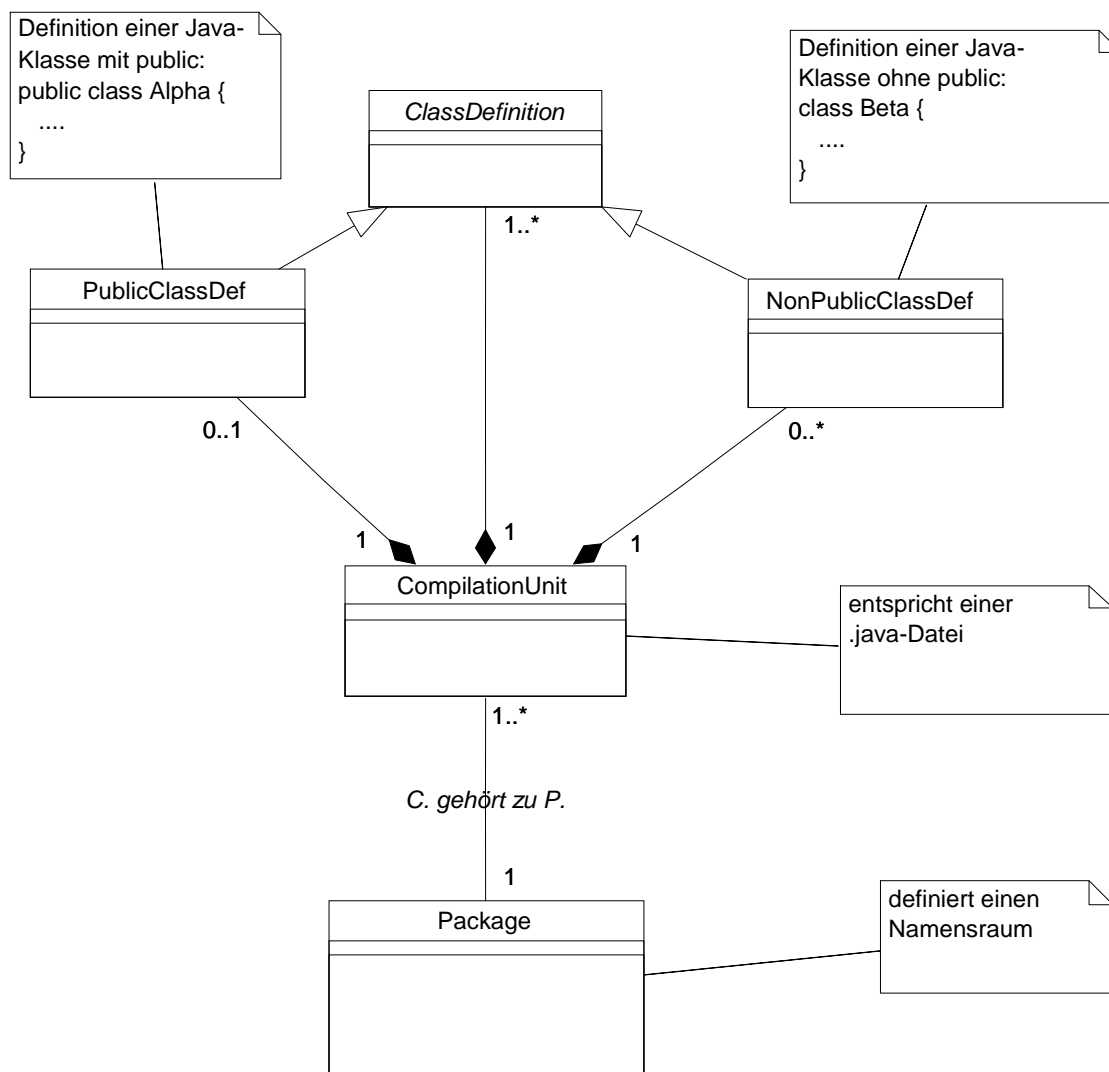 Definition einer Java-
Klasse mit public:
public class Alpha {
....
}
Definition einer Java-
Klasse ohne public:
class Beta {
....
}
ClassDefinition
1..*
PublicClassDef
NonPublicClassDef
0..1
0..*
1
1
1
CompilationUnit
entspricht einer
.java-Datei
1..*
C. gehört zu P.
1
Package
definiert einen
Namensraum